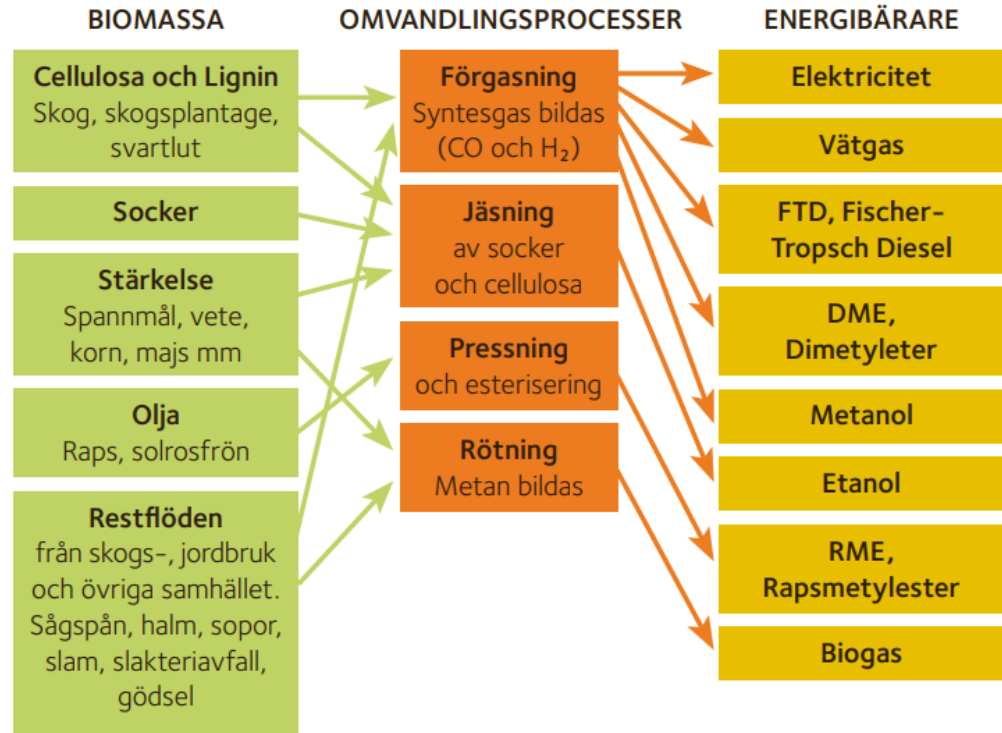 BIOMASSA
Cellulosa och Lignin
Skog, skogsplantage,
svartlut
Socker
Stärkelse
Spannmål, vete,
korn, majs mm
Olja
Raps, solrosfrön
Restflöden
från skogs-, jordbruk
och övriga samhället.
Sågspån, halm, sopor,
slam, slakteriavfall,
gödsel
OMVANDLINGSPROCESSER
Förgasning
Syntesgas bildas
(CO och H₂)
Jäsning
av socker
och cellulosa
Pressning
och esterisering
Rötning
Metan bildas
ENERGIBÄRARE
Elektricitet
Vätgas
FTD, Fischer-
Tropsch Diesel
DME,
Dimetyleter
Metanol
Etanol
RME,
Rapsmetylester
Biogas